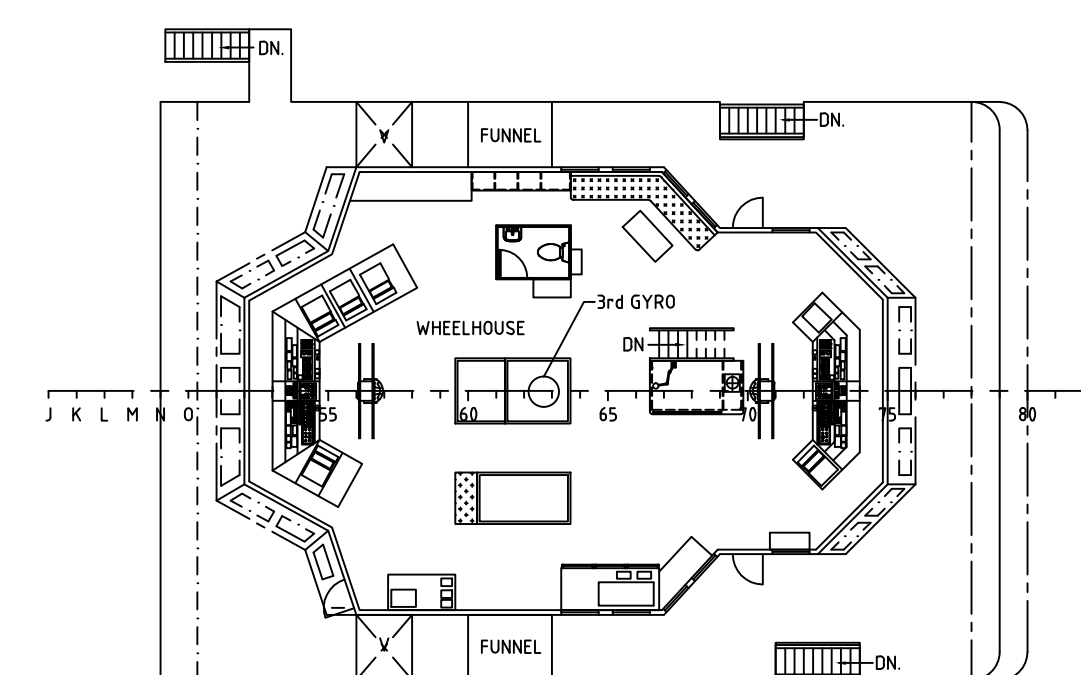 DN.
FUNNEL
DN.
3rd GYRO
WHEELHOUSE
DN
J K L M N O 55 60 65 70 75 80
FUNNEL
DN.